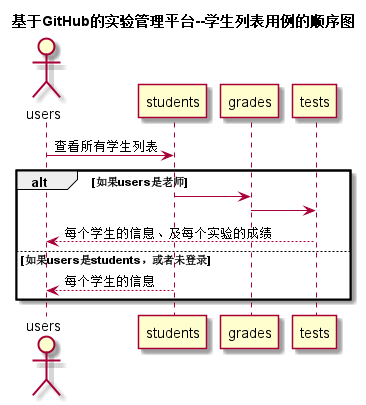 基于GitHub的实验管理平台--学生列表用例的顺序图
users
students
grades
tests
查看所有学生列表
alt
[如果users是老师]
每个学生的信息、及每个实验的成绩
[如果users是students，或者未登录]
每个学生的信息
users
students
grades
tests